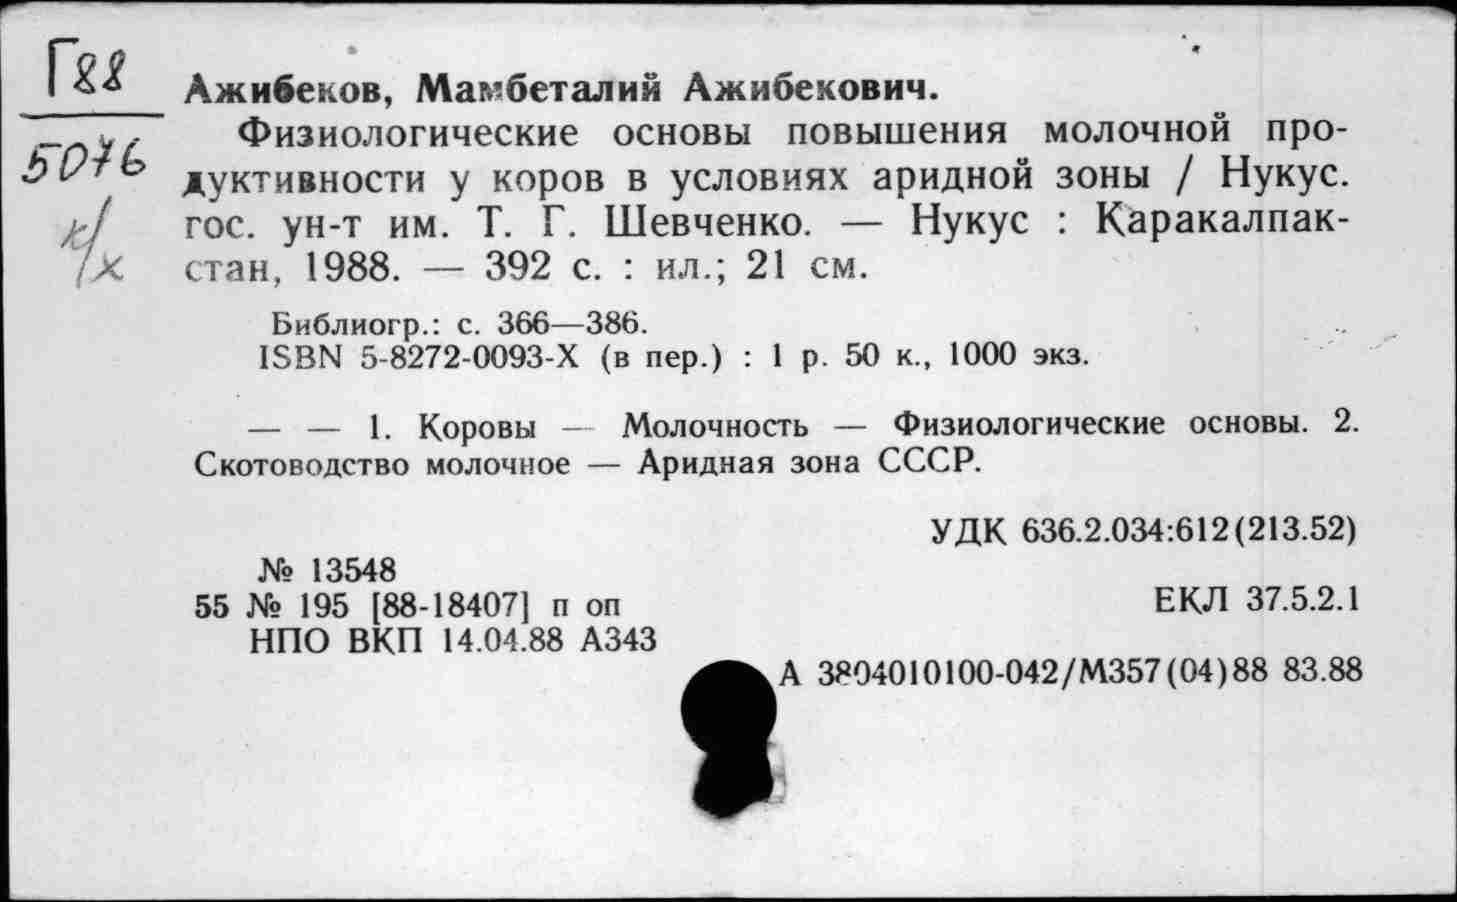 Г88
5076
к/х
Ажибеков, Мамбеталий Ажибекович.
Физиологические основы повышения молочной про-
дуктивности у коров в условиях аридной зоны / Нукус.
гос. ун-т им. Т. Г. Шевченко. — Нукус : Каракалпак-
стан, 1988. — 392 с. : ил.; 21 см.
Библиогр.: с. 366—386.
ISBN 5-8272-0093-X (в пер.) : 1 р. 50 к., 1000 экз.
— — 1. Коровы — Молочность — Физиологические основы. 2.
Скотоводство молочное — Аридная зона СССР.
УДК 636.2.034:612(213.52)
№ 13548
55 № 195 [88-18407] п оп
ЕКЛ 37.5.2.1
НПО ВКП 14.04.88 А343
А 3804010100-042/М357(04)88 83.88